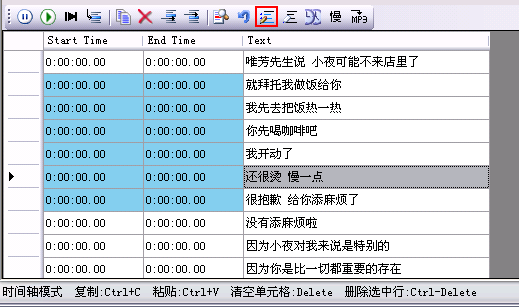 慢 MP3
Start Time End Time Text
0:00:00.00 0:00:00.00 唯芳先生说 小夜可能不来店里了
0:00:00.00 0:00:00.00 就拜托我做饭给你
0:00:00.00 0:00:00.00 我先去把饭热一热
0:00:00.00 0:00:00.00 你先喝咖啡吧
0:00:00.00 0:00:00.00 我开动了
0:00:00.00 0:00:00.00 还很烫 慢一点
0:00:00.00 0:00:00.00 很抱歉 给你添麻烦了
0:00:00.00 0:00:00.00 没有添麻烦啦
0:00:00.00 0:00:00.00 因为小夜对我来说是特别的
0:00:00.00 0:00:00.00 因为你是比一切都重要的存在
时间轴模式 复制:Ctrl+C 粘贴:Ctrl+V 清空单元格:Delete 删除选中行:Ctrl-Delete